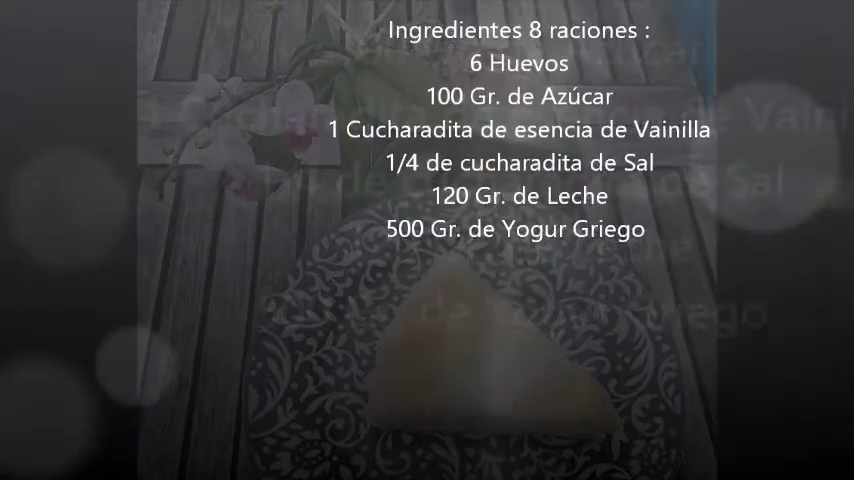 Ingredientes 8 raciones :
6 Huevos
100 Gr. de Azúcar
1 Cucharadita de esencia de Vainilla
1/4 de cucharadita de Sal
120 Gr. de Leche
500 Gr. de Yogur Griego